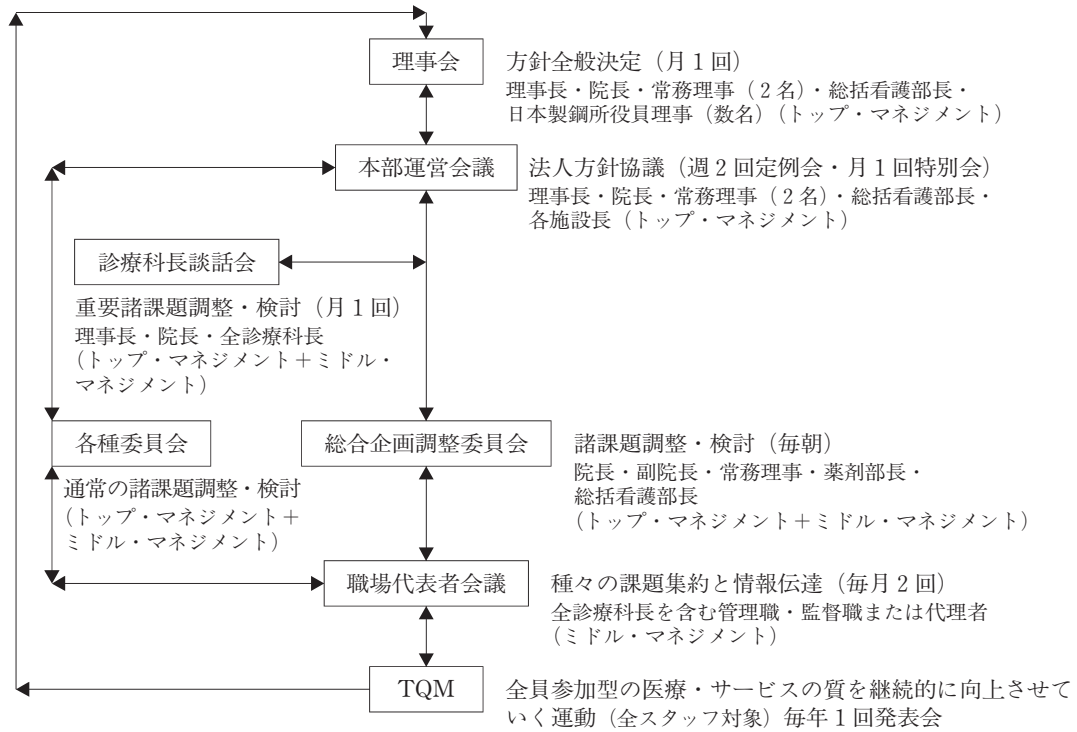 理事会
方針全般決定（月１回）
理事長・院長・常務理事（２名）・総括看護部長・
日本製鋼所役員理事（数名）（トップ・マネジメント）
本部運営会議
法人方針協議（週２回定例会・月１回特別会）
理事長・院長・常務理事（２名）・総括看護部長・
各施設長（トップ・マネジメント）
診療科長談話会
重要諸課題調整・検討（月１回）
理事長・院長・全診療科長
（トップ・マネジメント＋ミドル・
マネジメント）
各種委員会
通常の諸課題調整・検討
（トップ・マネジメント＋
ミドル・マネジメント）
総合企画調整委員会
諸課題調整・検討（毎朝）
院長・副院長・常務理事・薬剤部長・
総括看護部長
（トップ・マネジメント＋ミドル・マネジメント）
職場代表者会議
種々の課題集約と情報伝達（毎月２回）
全診療科長を含む管理職・監督職または代理者
（ミドル・マネジメント）
TQM
全員参加型の医療・サービスの質を継続的に向上させて
いく運動（全スタッフ対象）毎年１回発表会